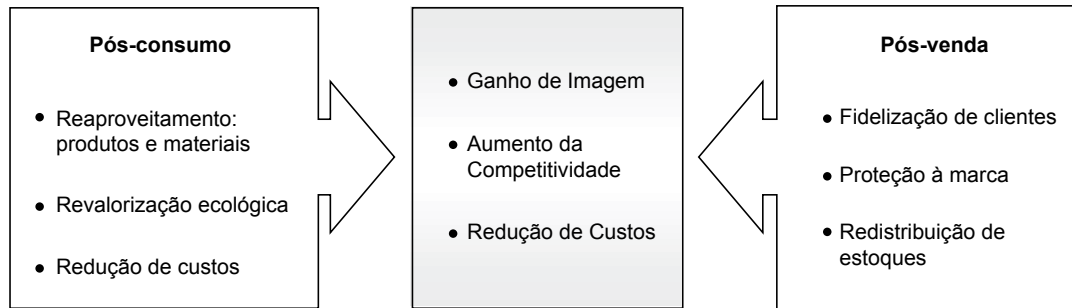 Pós-consumo
• Reaproveitamento:
produtos e materiais
• Revalorização ecológica
• Redução de custos
• Ganho de Imagem
• Aumento da
Competitividade
• Redução de Custos
Pós-venda
• Fidelização de clientes
• Proteção à marca
• Redistribuição de
estoques